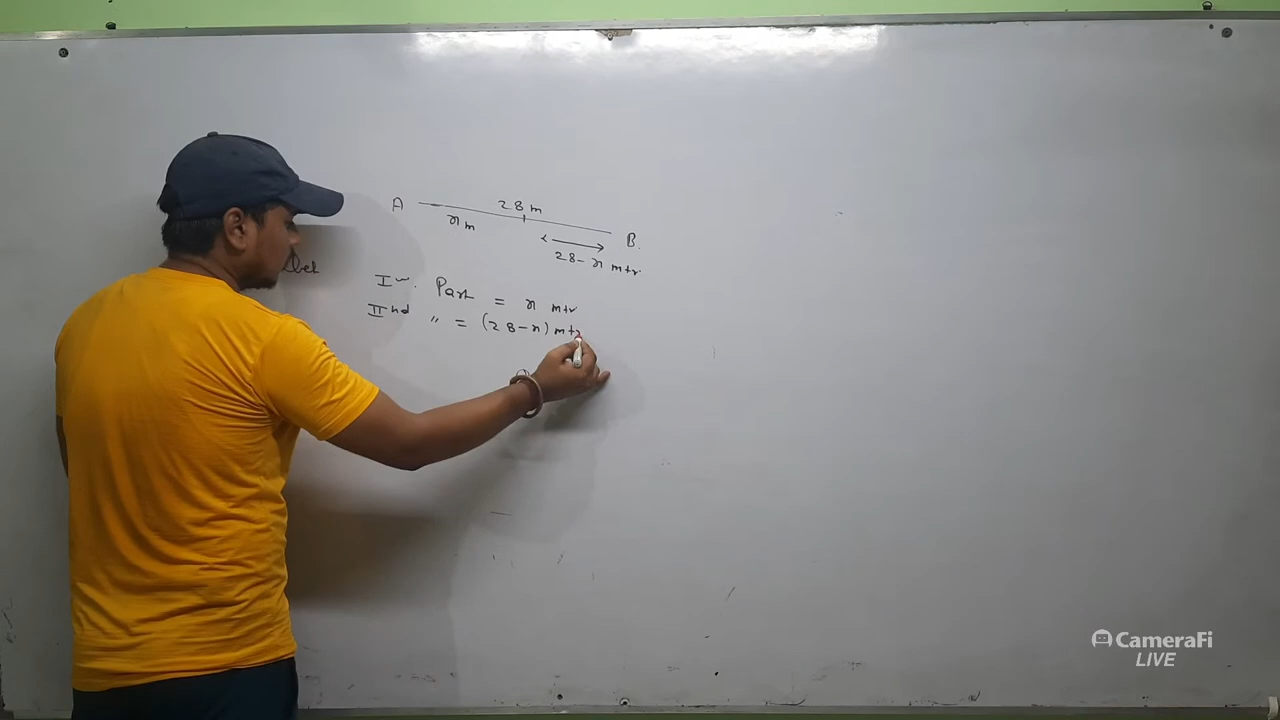 28 m
A
x m
B.
28 - x mtr.
Let
Ist. Part = x mtr
IInd " = (28 - x) mtr
CameraFi
LIVE